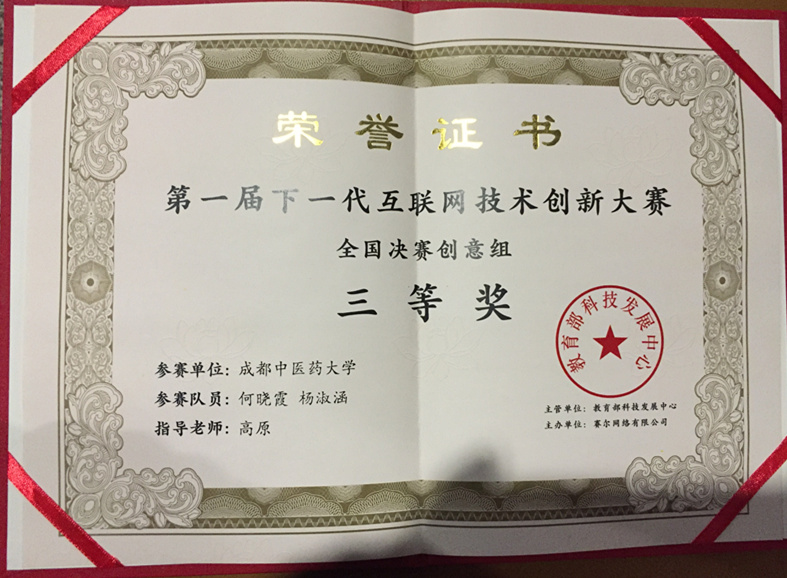 荣誉证书
第一届下一代互联网技术创新大赛
全国决赛创意组
三等奖
教育部科技发展中心
参赛单位：成都中医药大学
参赛队员：何晓霞 杨淑涵
指导老师：高原
主管单位：教育部科技发展中心
主办单位：赛尔网络有限公司